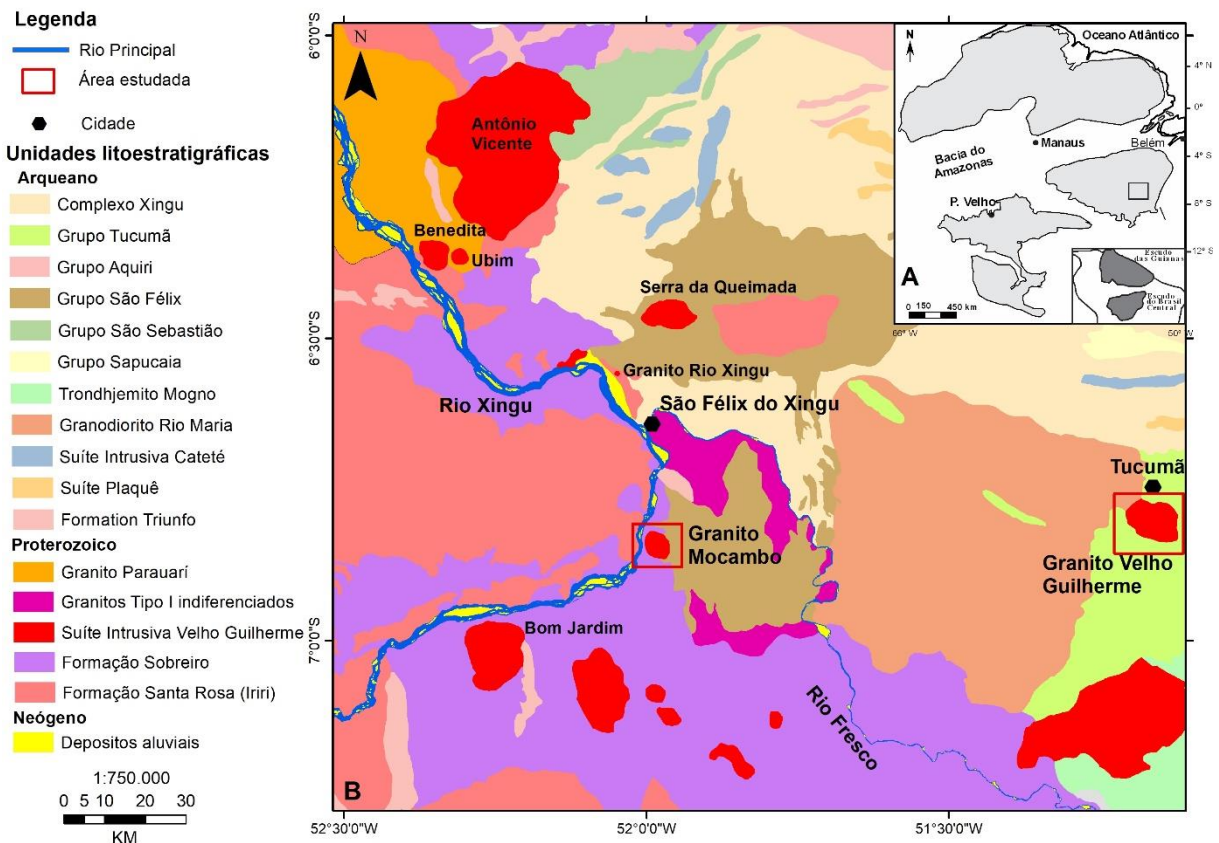 Legenda
Rio Principal
Área estudada
Cidade
Unidades litoestratigráficas
Arqueano
Complexo Xingu
Grupo Tucumã
Grupo Aquiri
Grupo São Félix
Grupo São Sebastião
Grupo Sapucaia
Trondhjemito Mogno
Granodiorito Rio Maria
Suíte Intrusiva Cateté
Suíte Plaquê
Formation Triunfo
Proterozoico
Granito Parauarí
Granitos Tipo I indiferenciados
Suíte Intrusiva Velho Guilherme
Formação Sobreiro
Formação Santa Rosa (Iriri)
Neógeno
Depositos aluviais
1:750.000
0 5 10 20 30
KM
6°0'0"S
6°30'0"S
7°0'0"S
52°30'0"W
52°0'0"W
51°30'0"W
N
Antônio
Vicente
Benedita
Ubim
Serra da Queimada
Granito Rio Xingu
Rio Xingu
São Félix do Xingu
Tucumã
Granito
Mocambo
Granito Velho
Guilherme
Bom Jardim
Rio Fresco
B
N
Oceano Atlântico
4° N
0°
4° S
8° S
12° S
Belém
Manaus
Bacia do
Amazonas
P. Velho
A
0 150 450 km
66° W
50° W
Escudo
das Guianas
Escudo
do Brasil
Central